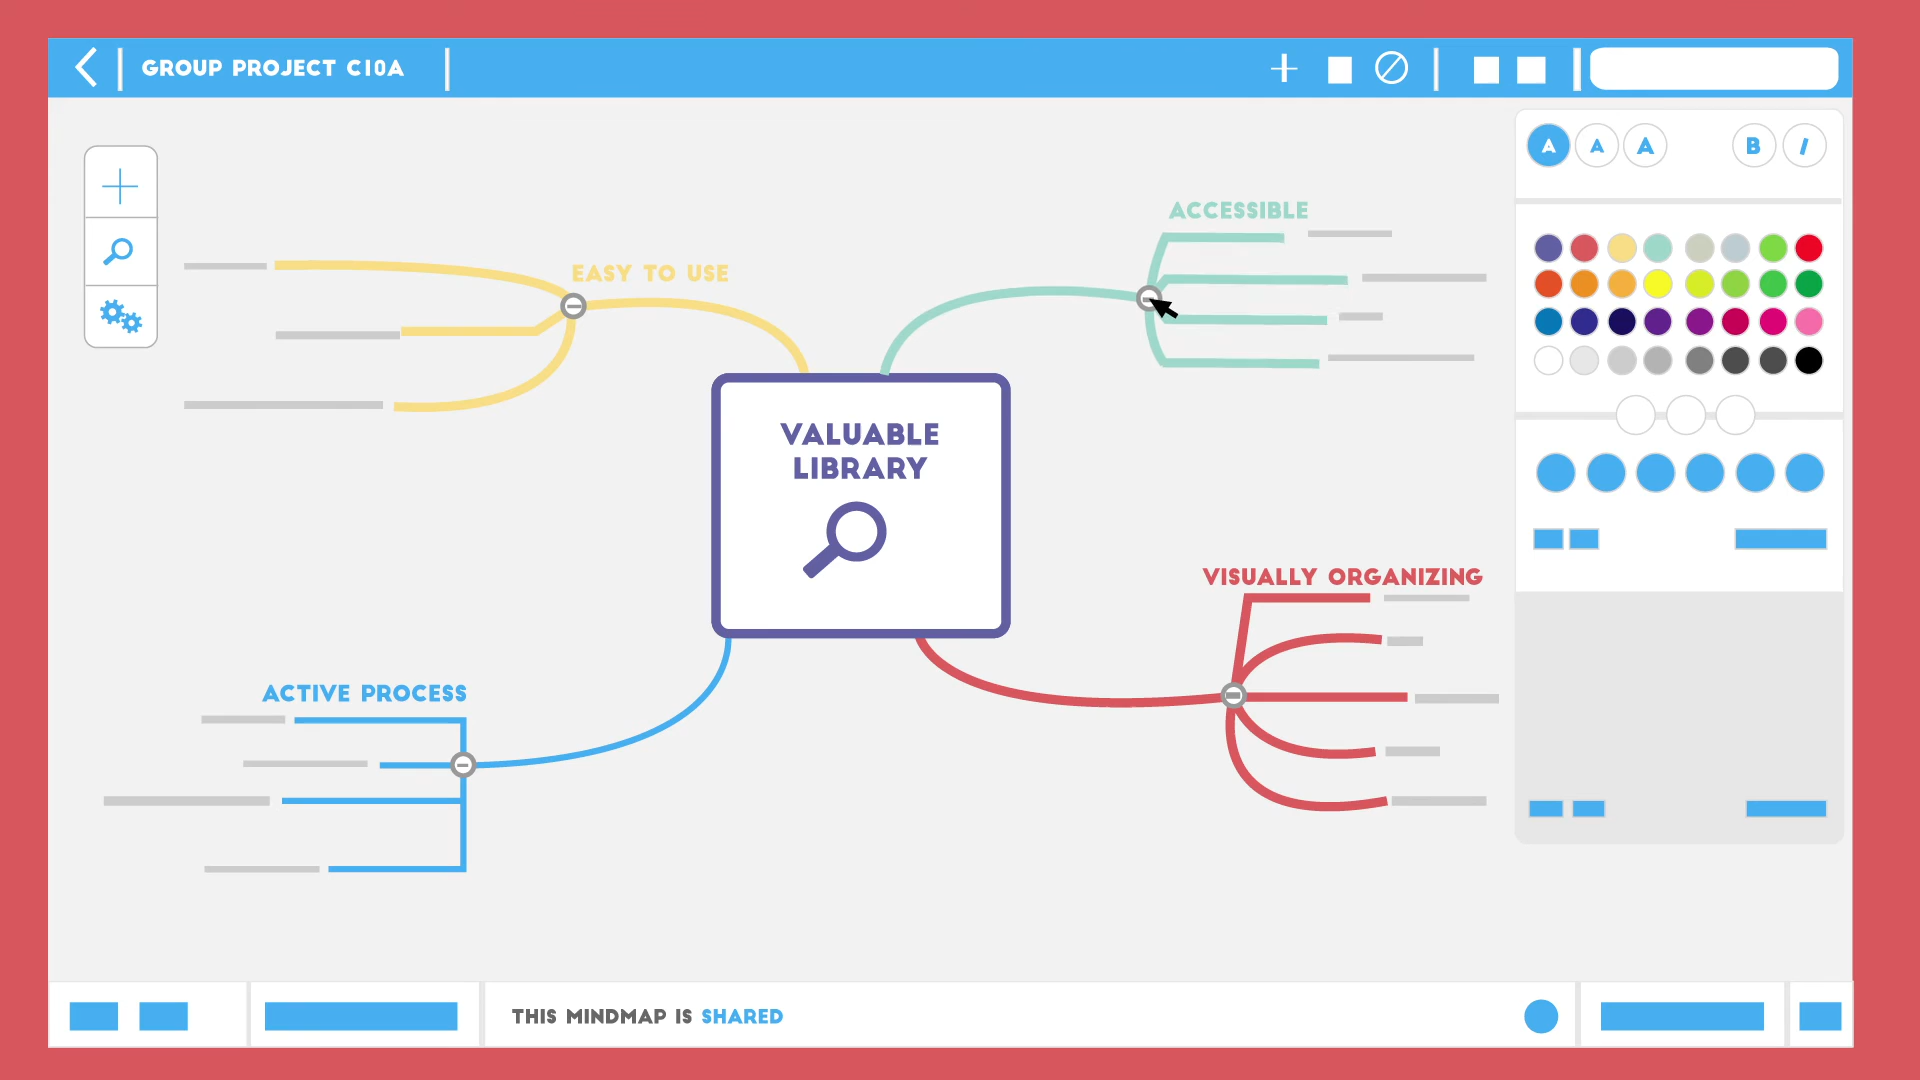 GROUP PROJECT C10A
A A A B I
ACCESSIBLE
EASY TO USE
VALUABLE
LIBRARY
VISUALLY ORGANIZING
ACTIVE PROCESS
THIS MINDMAP IS SHARED